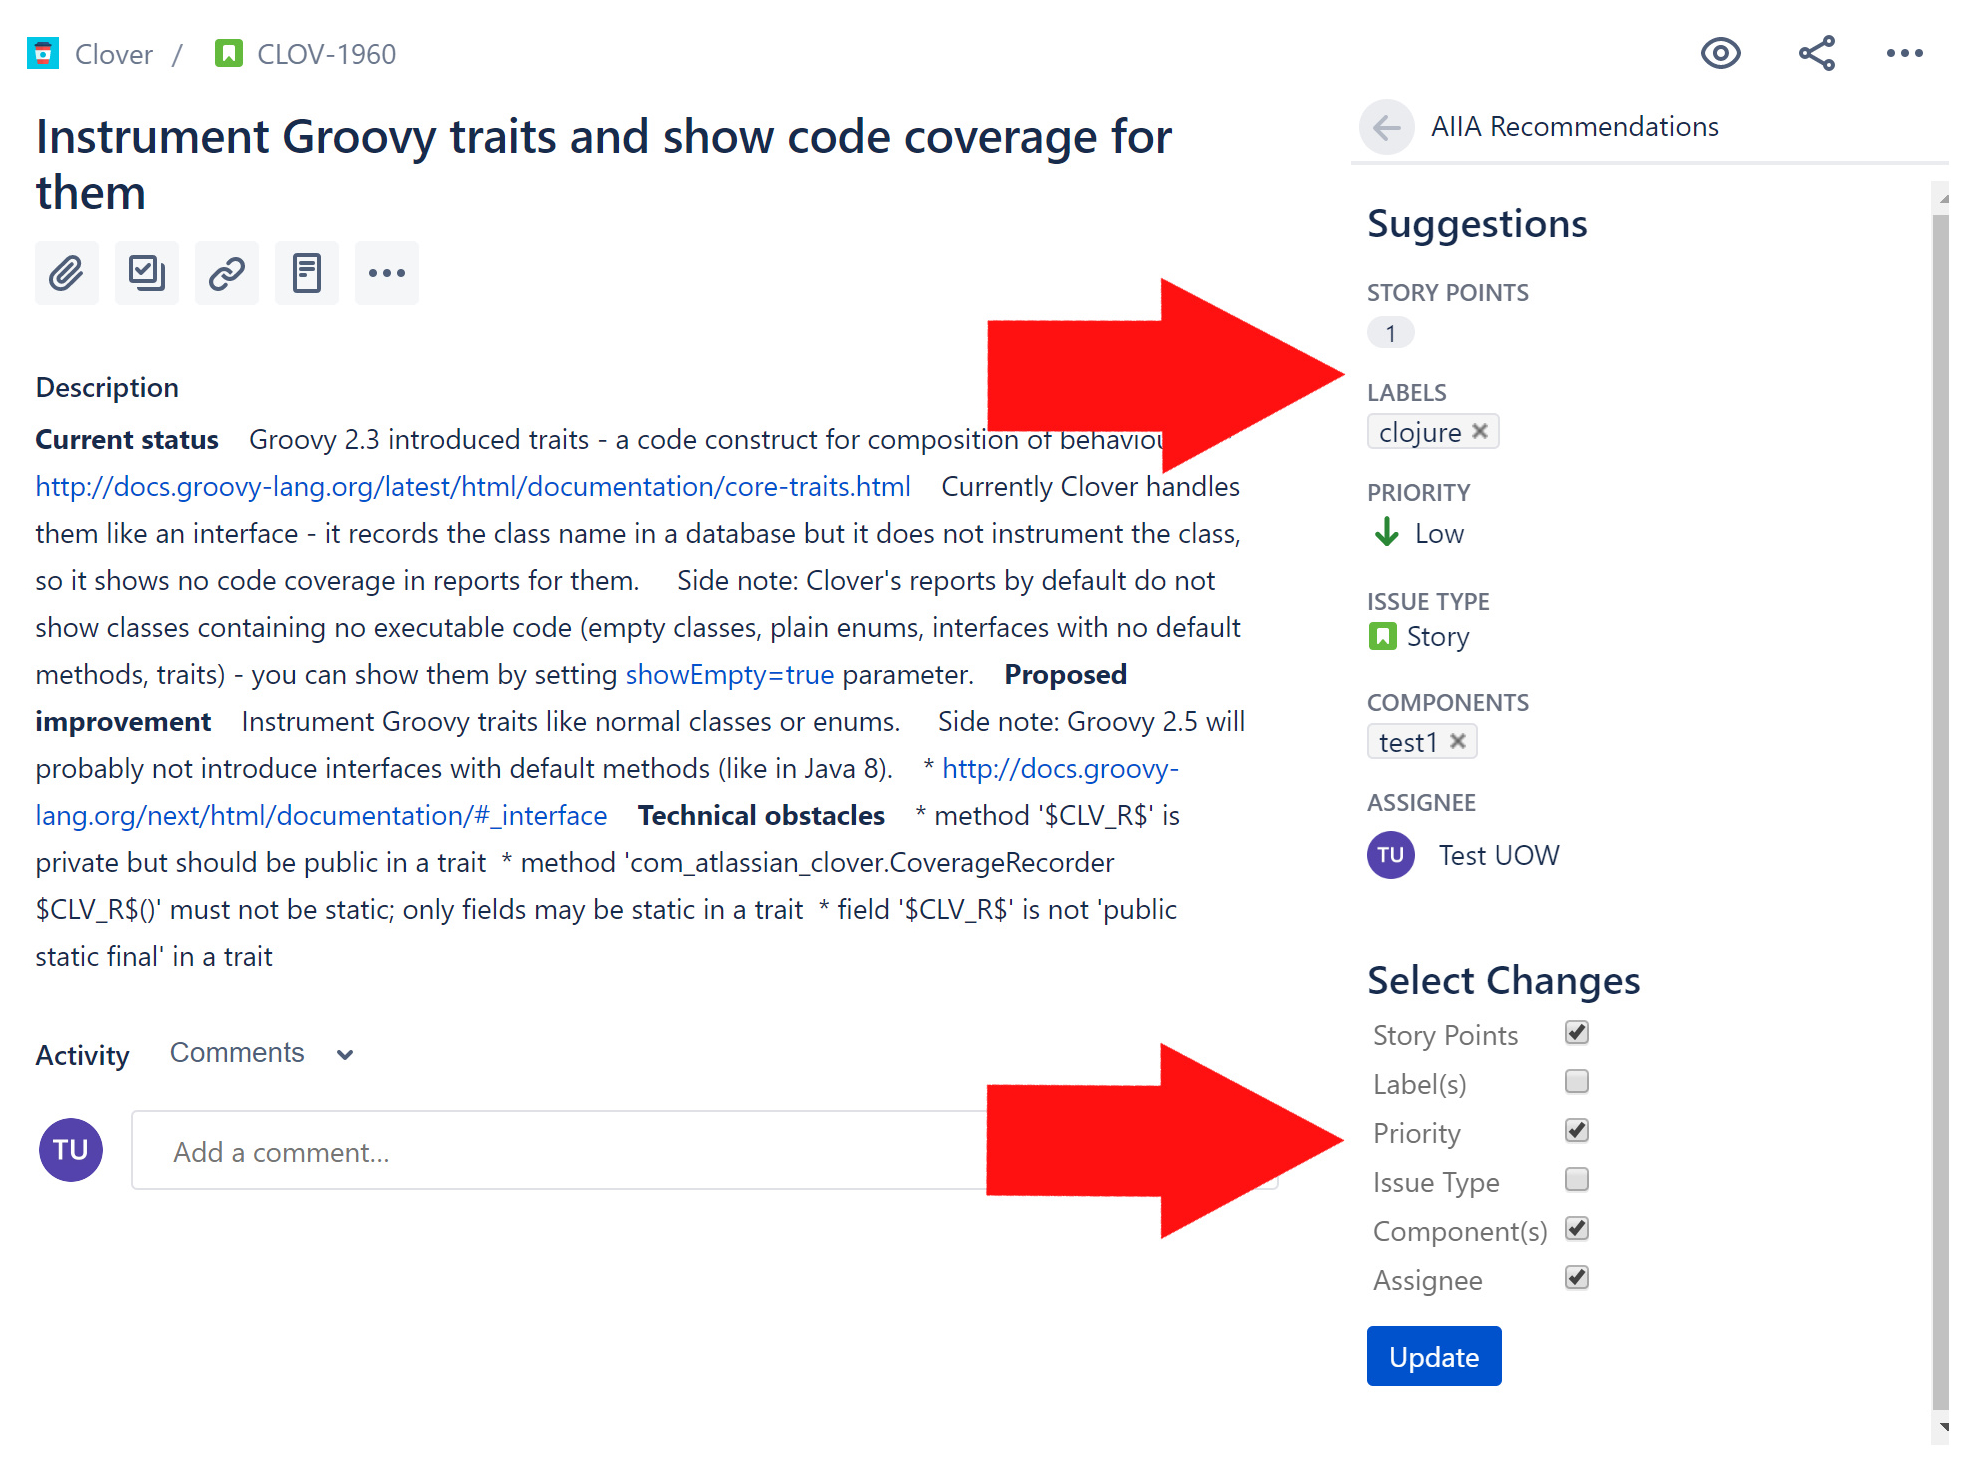 Clover / CLOV-1960
Instrument Groovy traits and show code coverage for
them
Description
Current status Groovy 2.3 introduced traits - a code construct for composition of
http://docs.groovy-lang.org/latest/html/documentation/core-traits.html Currently Clover handles
them like an interface - it records the class name in a database but it does not instrument the class,
so it shows no code coverage in reports for them. Side note: Clover's reports by default do not
show classes containing no executable code (empty classes, plain enums, interfaces with no default
methods, traits) - you can show them by setting showEmpty=true parameter. Proposed
improvement Instrument Groovy traits like normal classes or enums. Side note: Groovy 2.5 will
probably not introduce interfaces with default methods (like in Java 8). * http://docs.groovy-
lang.org/next/html/documentation/#_interface Technical obstacles * method '$CLV_R$' is
private but should be public in a trait * method 'com_atlassian_clover.CoverageRecorder
$CLV_R$()' must not be static; only fields may be static in a trait * field '$CLV_R$' is not 'public
static final' in a trait
Activity Comments
TU
Add a comment...
AIIA Recommendations
Suggestions
STORY POINTS
1
LABELS
clojure
PRIORITY
Low
ISSUE TYPE
Story
COMPONENTS
test1
ASSIGNEE
TU Test UOW
Select Changes
Story Points
Label(s)
Priority
Issue Type
Component(s)
Assignee
Update